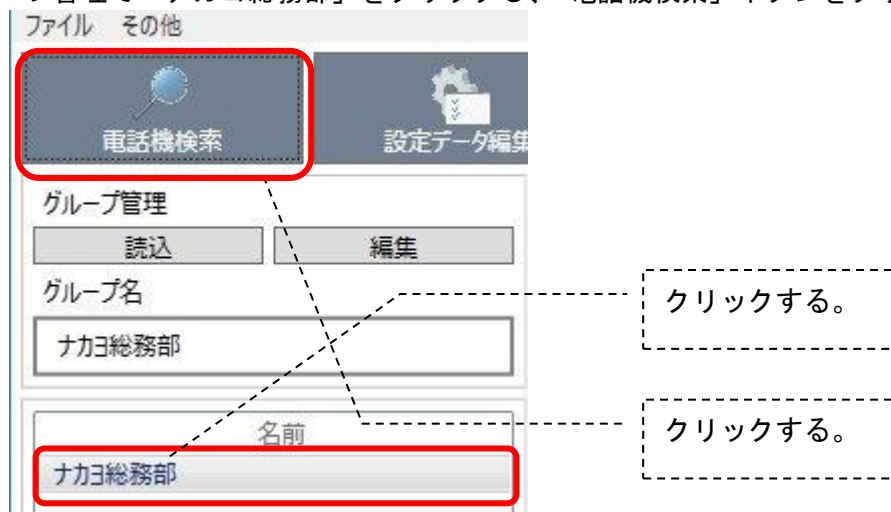 ファイル その他
電話機検索
設定データ編集
グループ管理
読込
編集
グループ名
クリックする。
ナカヨ総務部
クリックする。
名前
ナカヨ総務部